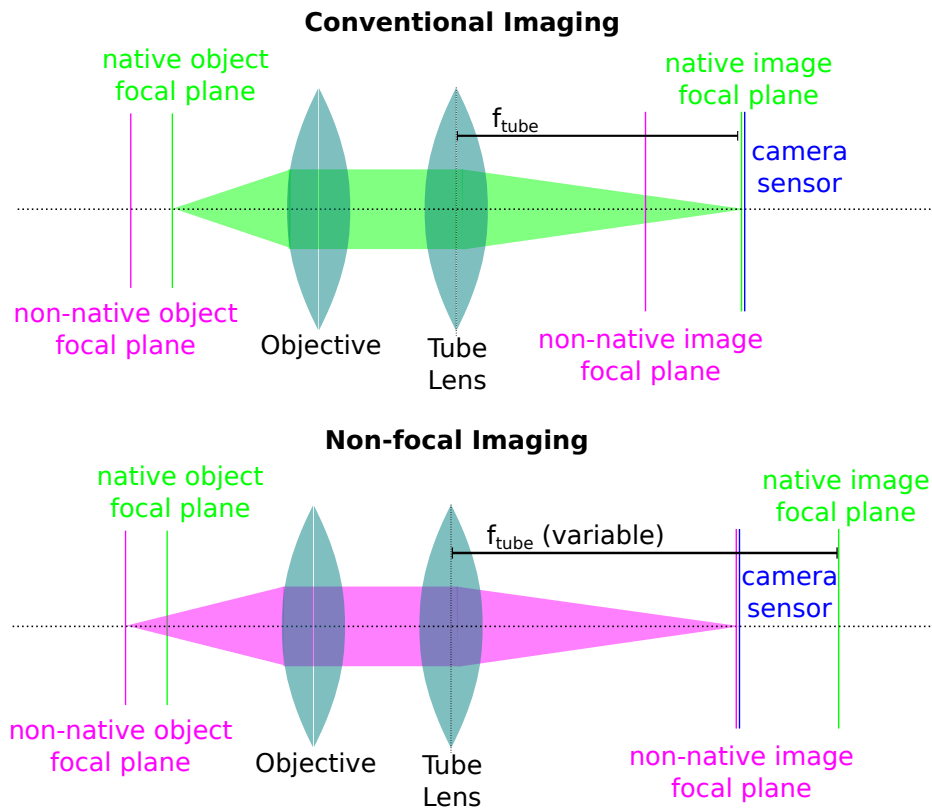 Conventional Imaging
native object
focal plane
native image
focal plane
f_tube
camera
sensor
non-native object
focal plane
Objective
Tube
Lens
non-native image
focal plane
Non-focal Imaging
native object
focal plane
native image
focal plane
f_tube (variable)
camera
sensor
non-native object
focal plane
Objective
Tube
Lens
non-native image
focal plane